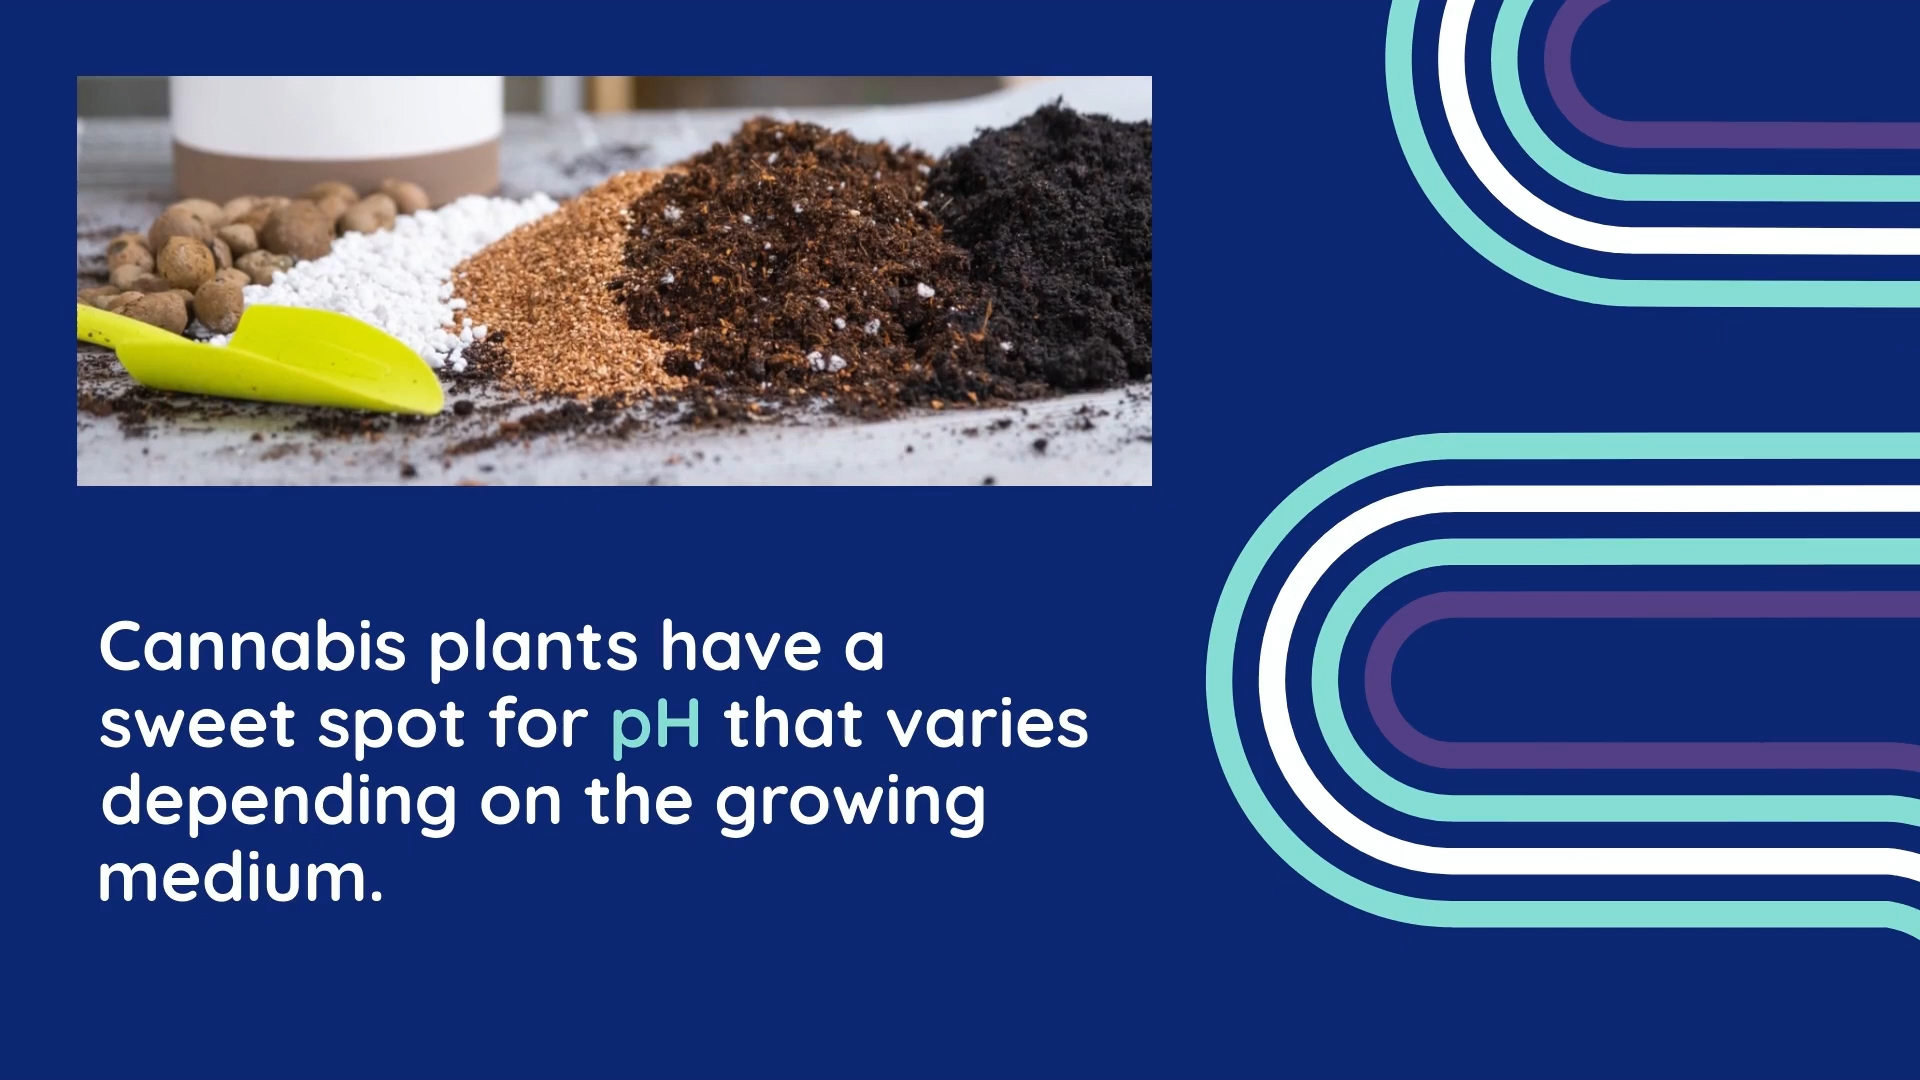 Cannabis plants have a
sweet spot for pH that varies
depending on the growing
medium.